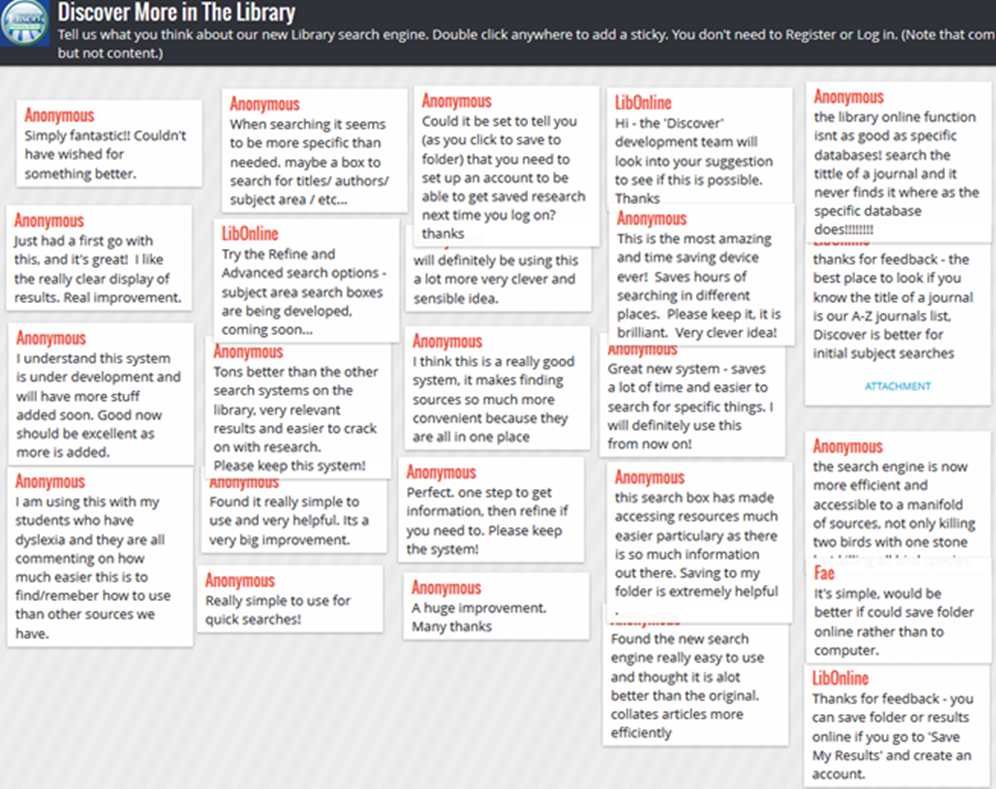 Discover More in The Library
Tell us what you think about our new Library search engine. Double click anywhere to add a sticky. You don't need to Register or Log in. (Note that com
but not content.)
Anonymous
Simply fantastic!! Couldn't
have wished for
something better.
Anonymous
Just had a first go with
this, and it's great!  I like
the really clear display of
results. Real improvement.
Anonymous
I understand this system
is under development and
will have more stuff
added soon. Good now
should be excellent as
more is added.
Anonymous
I am using this with my
students who have
dyslexia and they are all
commenting on how
much easier this is to
find/remeber how to use
than other sources we
have.
Anonymous
When searching it seems
to be more specific than
needed. maybe a box to
search for titles/ authors/
subject area / etc...
LibOnline
Try the Refine and
Advanced search options -
subject area search boxes
are being developed,
coming soon...
Anonymous
Tons better than the other
search systems on the
library, very relevant
results and easier to crack
on with research.
Please keep this system!
Anonymous
Found it really simple to
use and very helpful. Its a
very big improvement.
Anonymous
Really simple to use for
quick searches!
Anonymous
Could it be set to tell you
(as you click to save to
folder) that you need to
set up an account to be
able to get saved research
next time you log on?
thanks
will definitely be using this
a lot more very clever and
sensible idea.
Anonymous
I think this is a really good
system, it makes finding
sources so much more
convenient because they
are all in one place
Anonymous
Perfect. one step to get
information, then refine if
you need to. Please keep
the system!
Anonymous
A huge improvement.
Many thanks
LibOnline
Hi - the 'Discover'
development team will
look into your suggestion
to see if this is possible.
Thanks
Anonymous
This is the most amazing
and time saving device
ever!  Saves hours of
searching in different
places.  Please keep it, it is
brilliant.  Very clever idea!
Anonymous
Great new system - saves
a lot of time and easier to
search for specific things. I
will definitely use this
from now on!
Anonymous
this search box has made
accessing resources much
easier particulary as there
is so much information
out there. Saving to my
folder is extremely helpful
.
Anonymous
Found the new search
engine really easy to use
and thought it is alot
better than the original.
collates articles more
efficiently
Anonymous
the library online function
isnt as good as specific
databases! search the
tittle of a journal and it
never finds it where as the
specific database
does!!!!!!!!
LibOnline
thanks for feedback - the
best place to look if you
know the title of a journal
is our A-Z journals list,
Discover is better for
initial subject searches
ATTACHMENT
Anonymous
the search engine is now
more efficient and
accessible to a manifold
of sources, not only killing
two birds with one stone
but killing all bird species
Fae
It's simple, would be
better if could save folder
online rather than to
computer.
LibOnline
Thanks for feedback - you
can save folder or results
online if you go to 'Save
My Results' and create an
account.